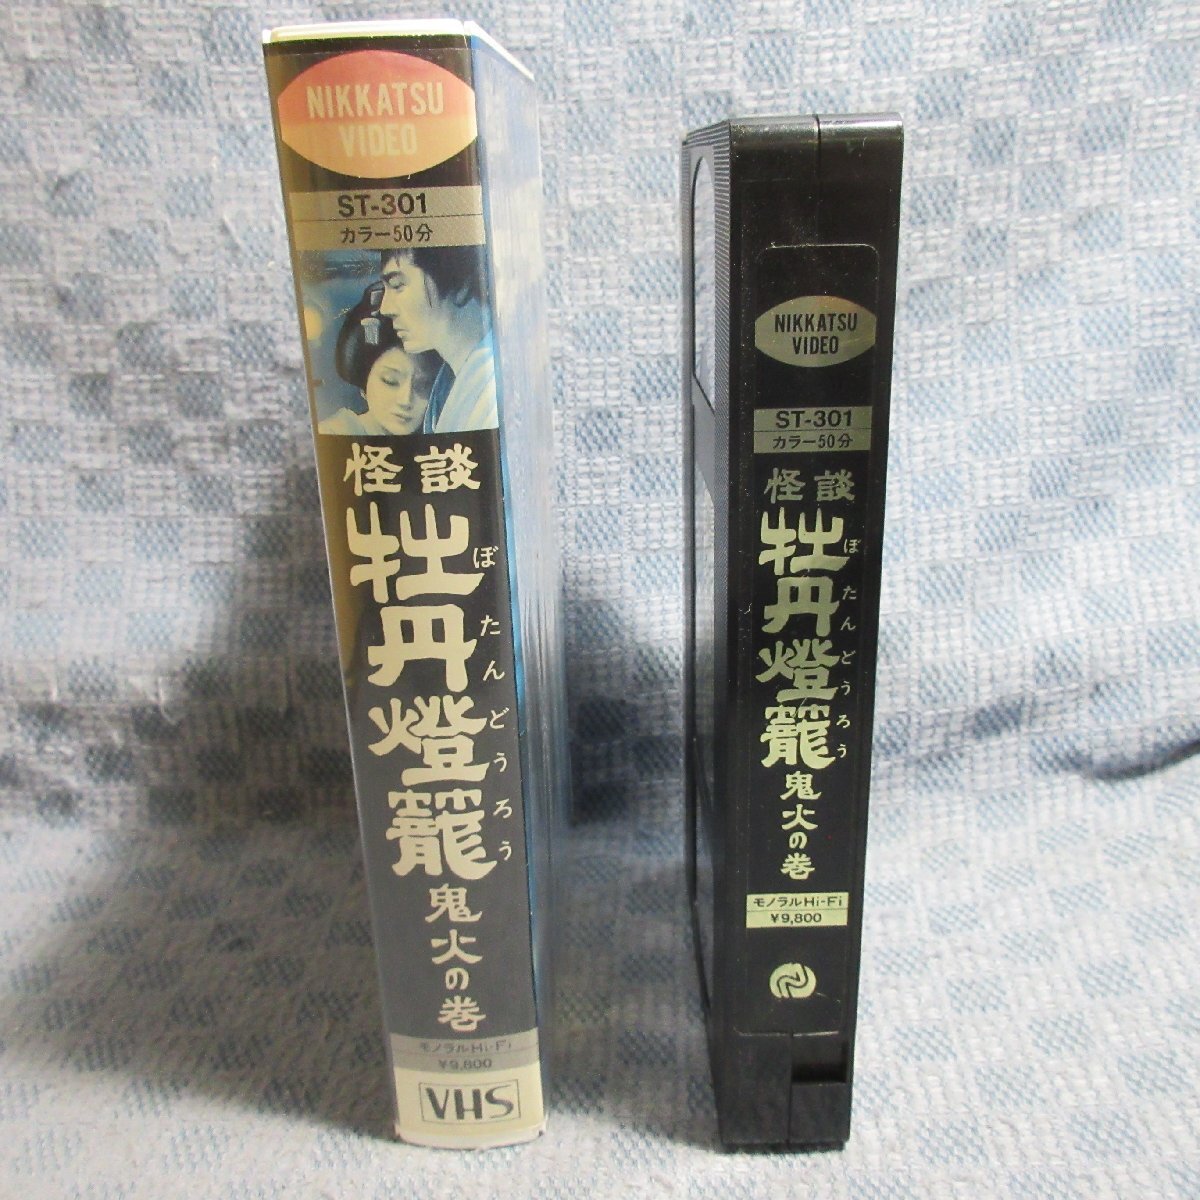 NIKKATSU
VIDEO
ST-301
カラー50分
怪談
牡丹燈籠
ぼたんどうろう
鬼火の巻
モノラルHi-Fi
¥9,800
VHS
NIKKATSU
VIDEO
ST-301
カラー50分
怪談
牡丹燈籠
ぼたんどうろう
鬼火の巻
モノラルHi-Fi
¥9,800